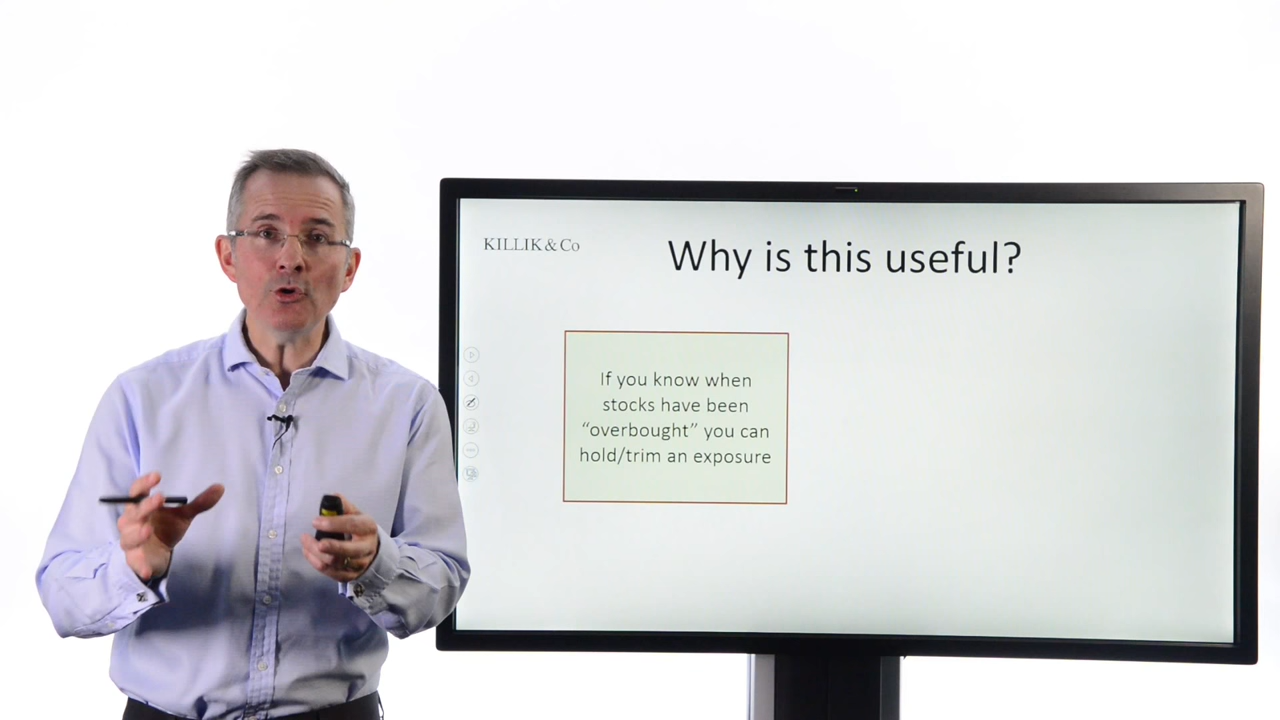 KILLIK & Co
Why is this useful?
If you know when
stocks have been
“overbought” you can
hold/trim an exposure